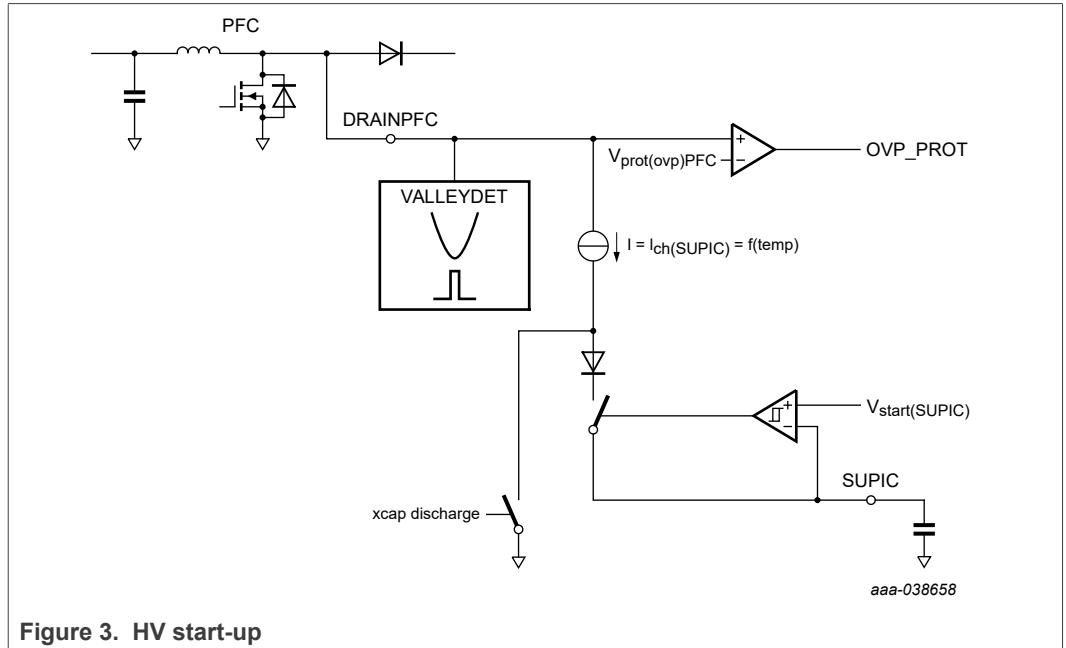 PFC
DRAINPFC
Vprot(ovp)PFC
+
−
OVP_PROT
VALLEYDET
I = Ich(SUPIC) = f(temp)
+
−
Vstart(SUPIC)
SUPIC
xcap discharge
aaa-038658
Figure 3. HV start-up